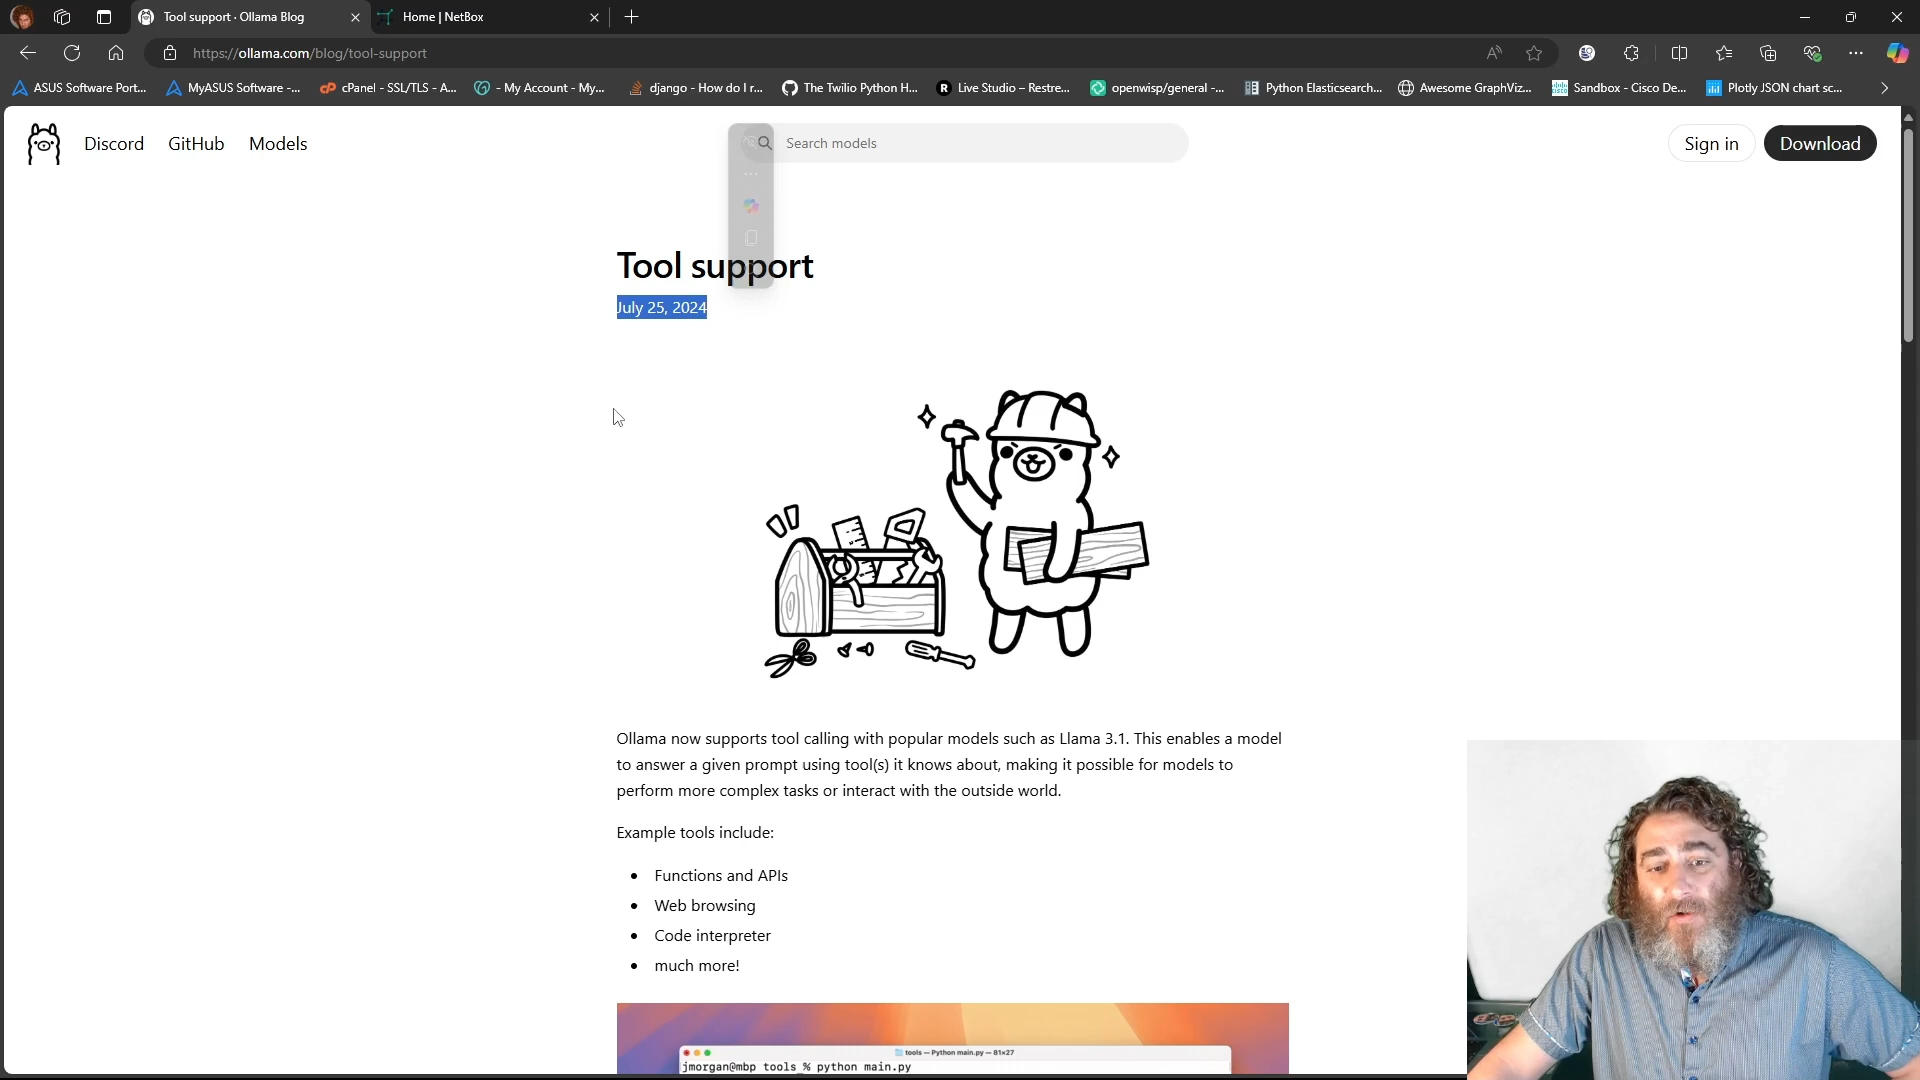 Tool support · Ollama Blog
Home | NetBox
https://ollama.com/blog/tool-support
ASUS Software Port...
MyASUS Software -...
cPanel - SSL/TLS - A...
- My Account - My...
django - How do I r...
The Twilio Python H...
Live Studio – Restre...
openwisp/general -...
Python Elasticsearch...
Awesome GraphViz...
Sandbox - Cisco De...
Plotly JSON chart sc...
Discord
GitHub
Models
Search models
Sign in
Download
Tool support
July 25, 2024
Ollama now supports tool calling with popular models such as Llama 3.1. This enables a model
to answer a given prompt using tool(s) it knows about, making it possible for models to
perform more complex tasks or interact with the outside world.
Example tools include:
Functions and APIs
Web browsing
Code interpreter
much more!
tools — Python main.py — 81×27
jmorgan@mbp tools % python main.py